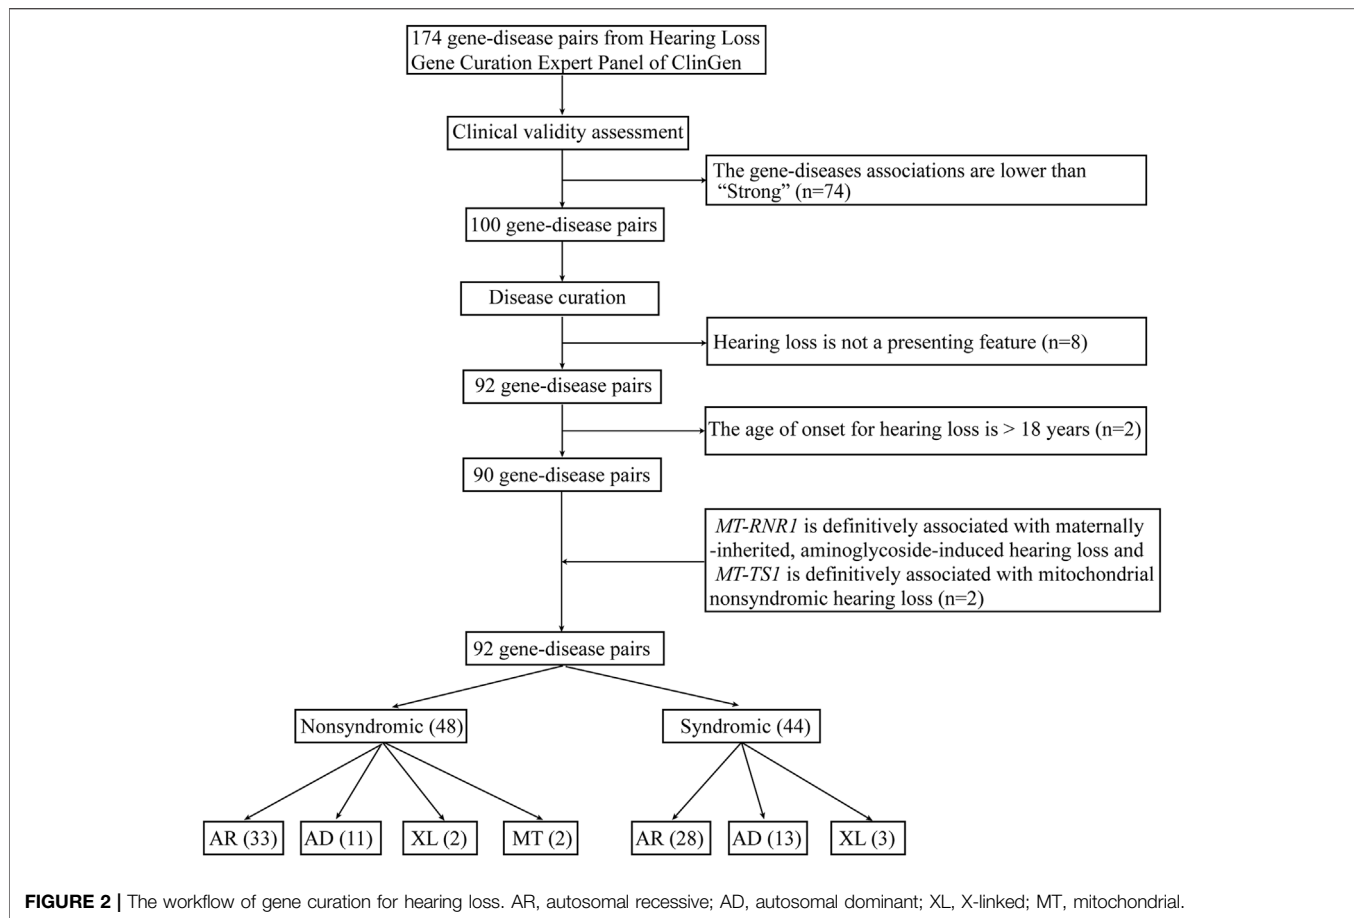 174 gene-disease pairs from Hearing Loss
Gene Curation Expert Panel of ClinGen
Clinical validity assessment
The gene-diseases associations are lower than
“Strong” (n=74)
100 gene-disease pairs
Disease curation
Hearing loss is not a presenting feature (n=8)
92 gene-disease pairs
The age of onset for hearing loss is > 18 years (n=2)
90 gene-disease pairs
MT-RNR1 is definitively associated with maternally
-inherited, aminoglycoside-induced hearing loss and
MT-TS1 is definitively associated with mitochondrial
nonsyndromic hearing loss (n=2)
92 gene-disease pairs
Nonsyndromic (48)
Syndromic (44)
AR (33)
AD (11)
XL (2)
MT (2)
AR (28)
AD (13)
XL (3)
FIGURE 2 | The workflow of gene curation for hearing loss. AR, autosomal recessive; AD, autosomal dominant; XL, X-linked; MT, mitochondrial.